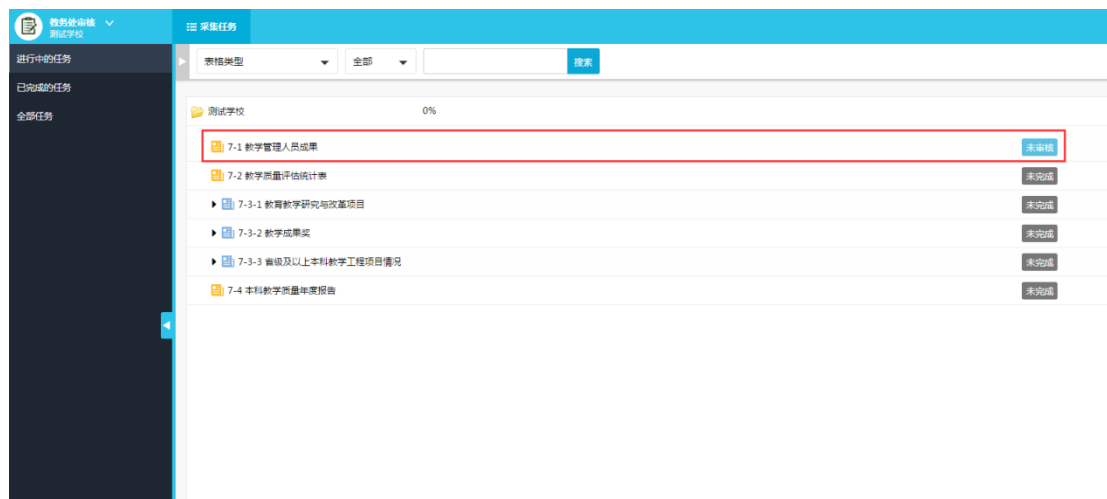 教务处审核
测试学校
采集任务
进行中的任务
已完成的任务
全部任务
表格类型
全部
搜索
测试学校 0%
7-1 教学管理人员成果 未审核
7-2 教学质量评估统计表 未完成
7-3-1 教育教学研究与改革项目 未完成
7-3-2 教学成果奖 未完成
7-3-3 省级及以上本科教学工程项目情况 未完成
7-4 本科教学质量年度报告 未完成